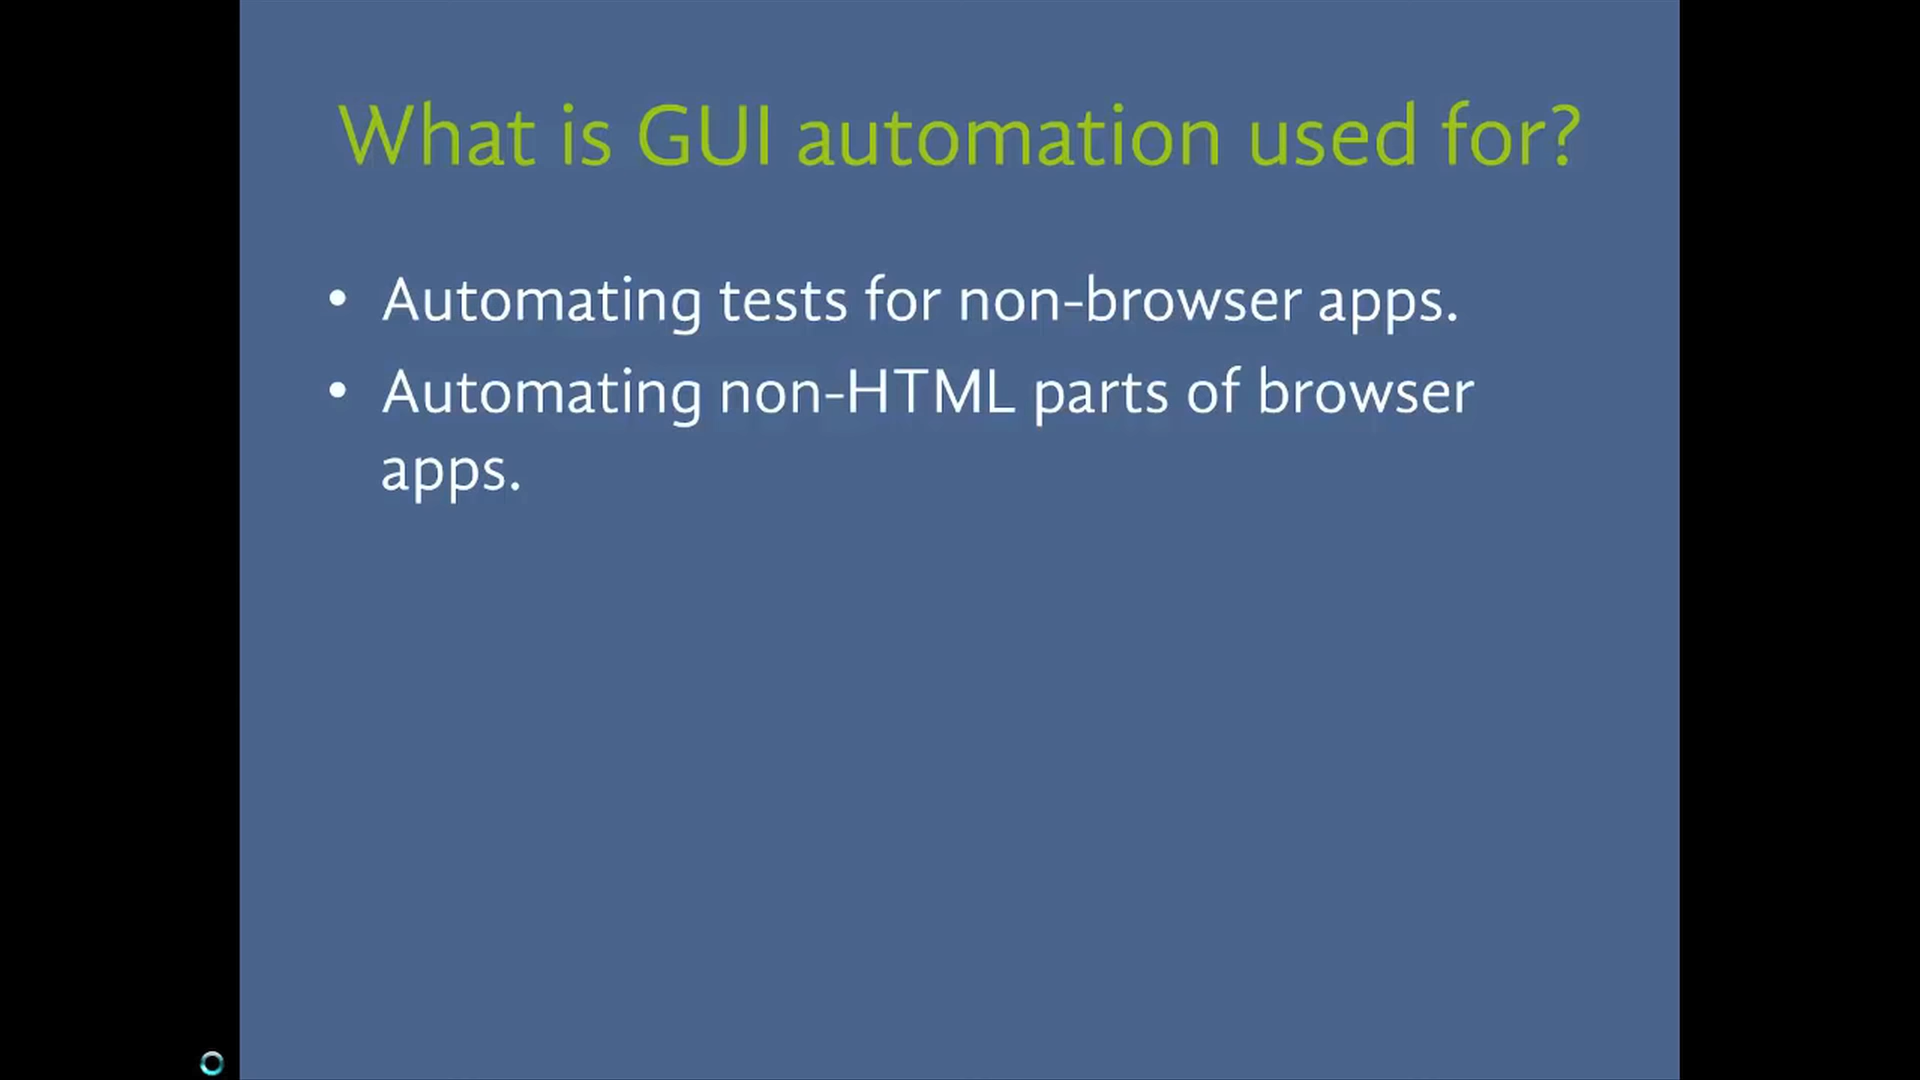 What is GUI automation used for?
• Automating tests for non-browser apps.
• Automating non-HTML parts of browser
apps.